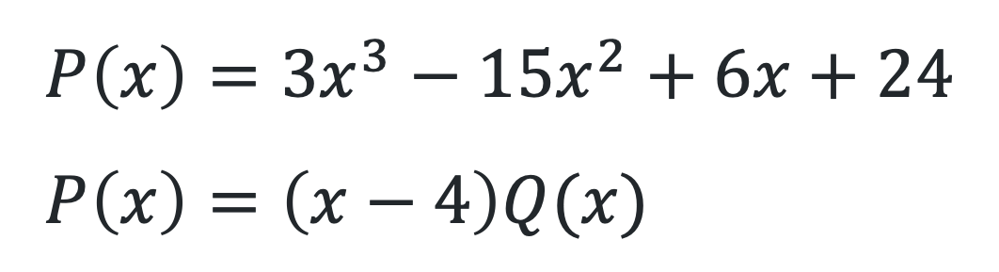 P(x) = 3x³ − 15x² + 6x + 24
P(x) = (x − 4)Q(x)